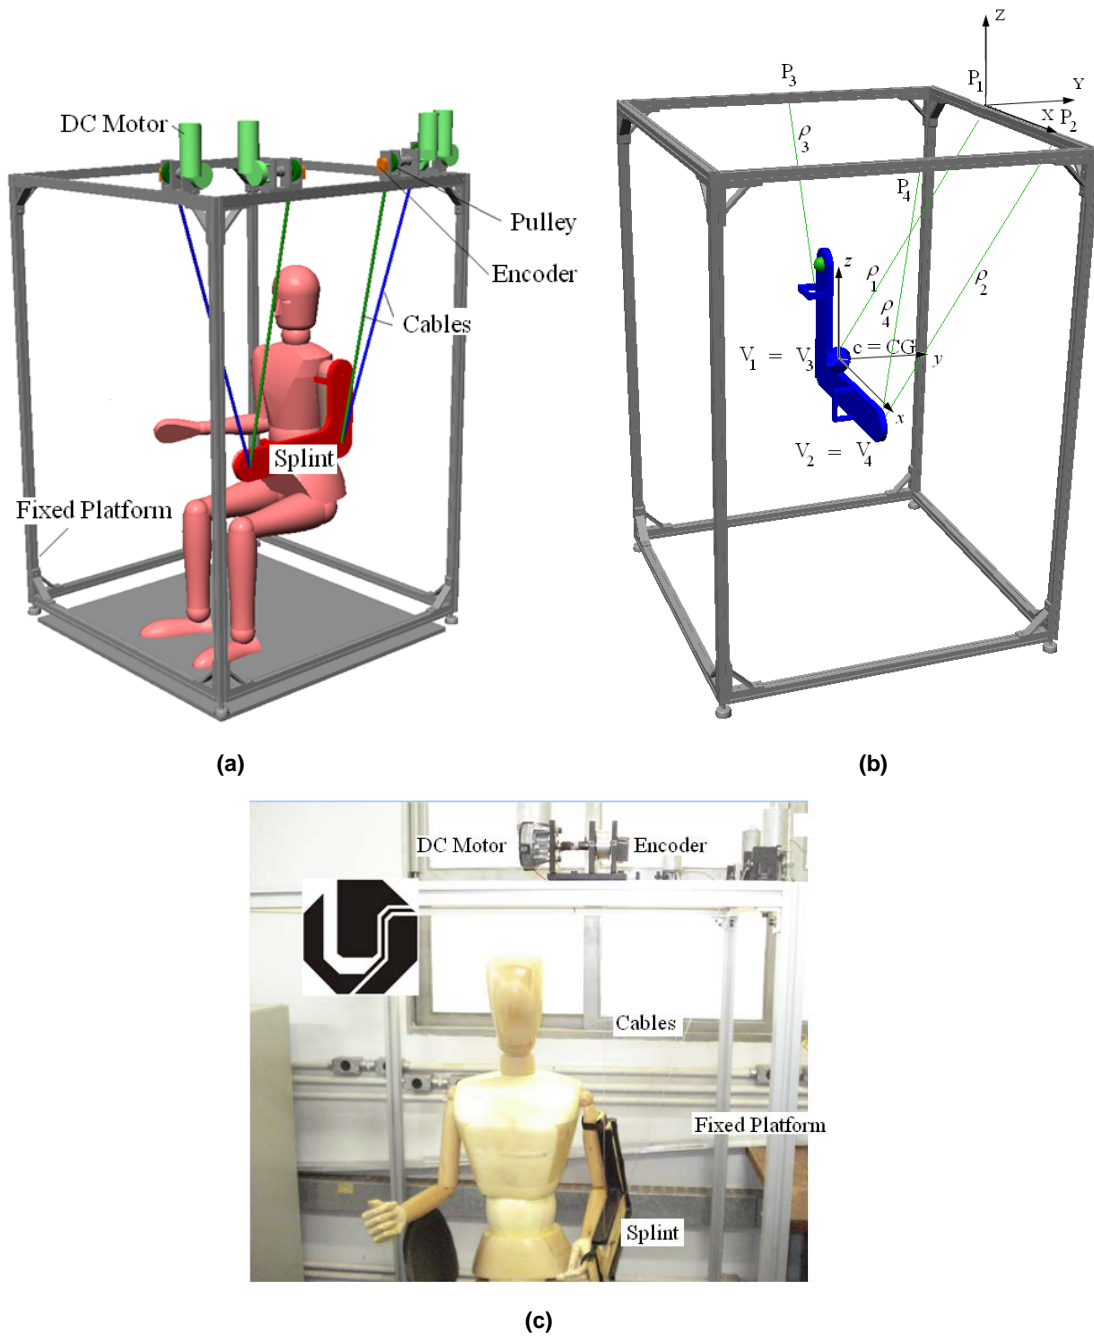 DC Motor
Pulley
Encoder
Cables
Splint
Fixed Platform
(a)
Z
P3
P1
Y
X P2
ρ3
P4
z
ρ1
ρ2
ρ4
c = CG
y
V1 = V3
x
V2 = V4
(b)
DC Motor
Encoder
Cables
Fixed Platform
Splint
(c)